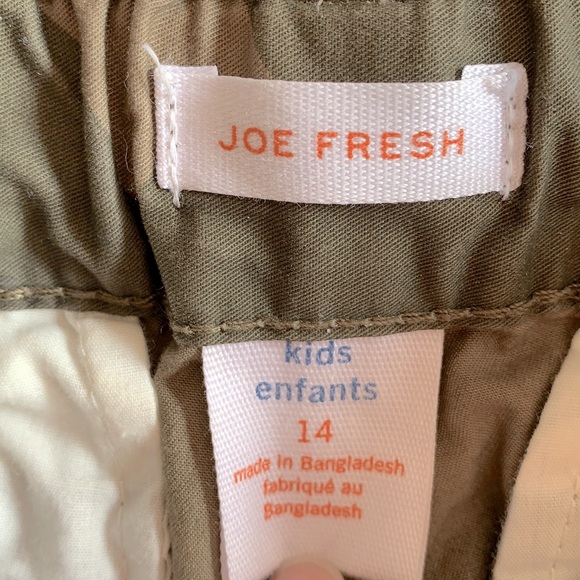 JOE FRESH
kids
enfants
14
made in Bangladesh
fabriqué au
Bangladesh